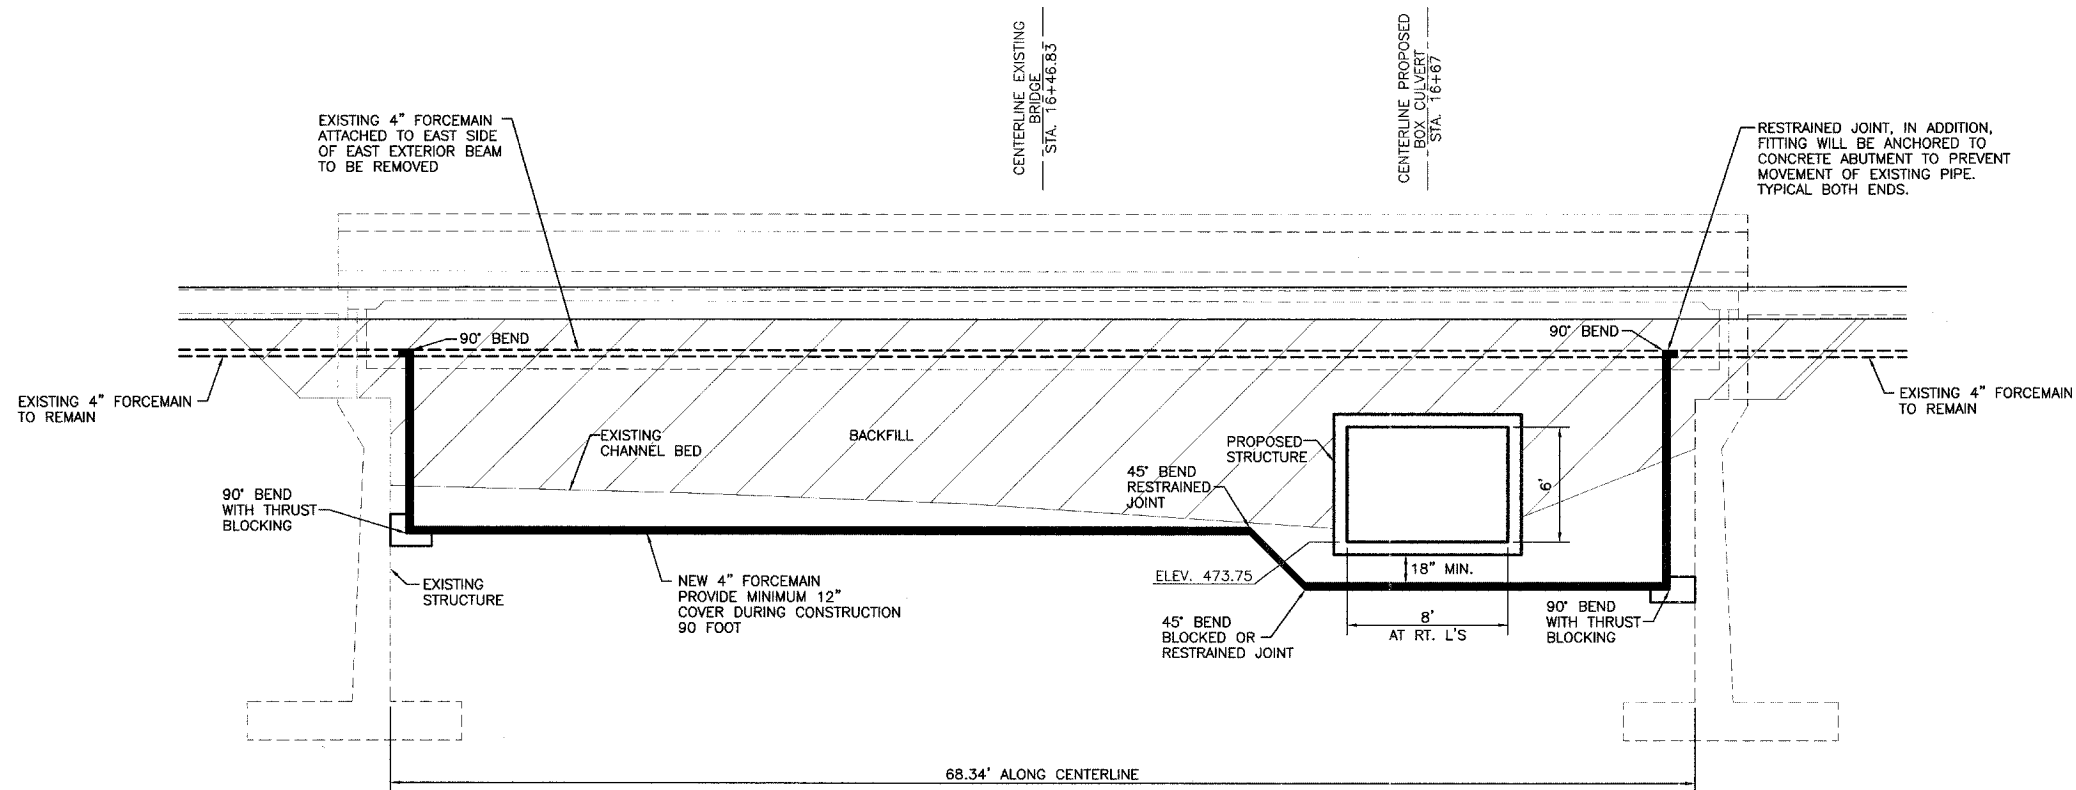 CENTERLINE EXISTING
BRIDGE
STA. 16+46.83
CENTERLINE PROPOSED
BOX CULVERT
STA. 16+67
EXISTING 4" FORCEMAIN
ATTACHED TO EAST SIDE
OF EAST EXTERIOR BEAM
TO BE REMOVED
RESTRAINED JOINT, IN ADDITION,
FITTING WILL BE ANCHORED TO
CONCRETE ABUTMENT TO PREVENT
MOVEMENT OF EXISTING PIPE.
TYPICAL BOTH ENDS.
90° BEND
90° BEND
EXISTING 4" FORCEMAIN
TO REMAIN
EXISTING 4" FORCEMAIN
TO REMAIN
EXISTING
CHANNEL BED
BACKFILL
PROPOSED
STRUCTURE
45° BEND
RESTRAINED
JOINT
6'
90° BEND
WITH THRUST
BLOCKING
18" MIN.
ELEV. 473.75
EXISTING
STRUCTURE
NEW 4" FORCEMAIN
PROVIDE MINIMUM 12"
COVER DURING CONSTRUCTION
90 FOOT
45° BEND
BLOCKED OR
RESTRAINED JOINT
8'
AT RT. L'S
90° BEND
WITH THRUST
BLOCKING
68.34' ALONG CENTERLINE